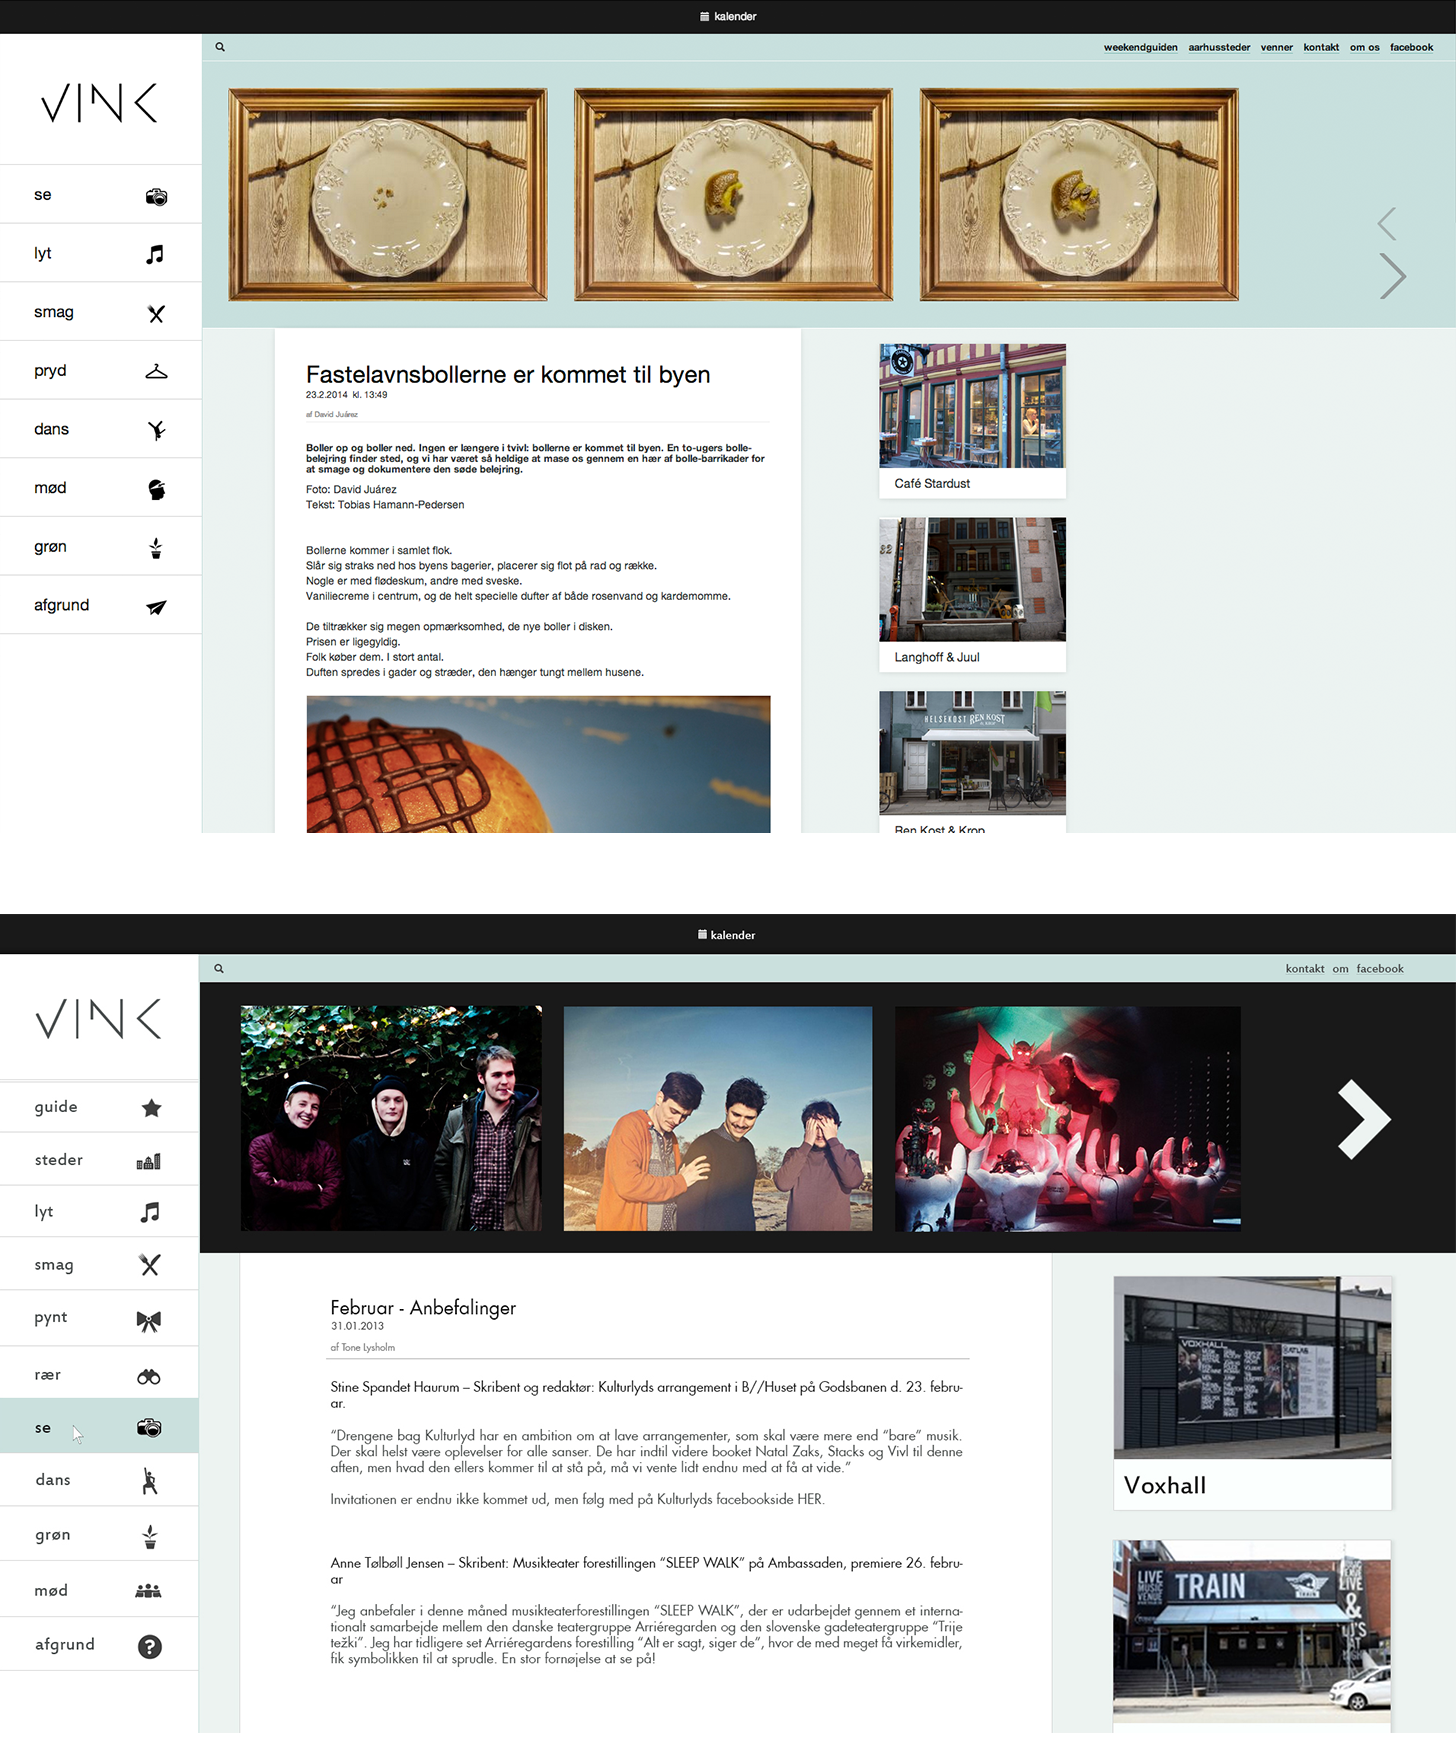 kalender
weekendguiden aarhussteder venner kontakt om os facebook
VINK
se
lyt
smag
pryd
dans
mød
grøn
afgrund
Fastelavnsbollerne er kommet til byen
23.2.2014 kl. 13:49
af David Juárez
Boller op og boller ned. Ingen er længere i tvivl: bollerne er kommet til byen. En to-ugers bolle-
belejring finder sted, og vi har været så heldige at mase os gennem en hær af bolle-barrikader for
at smage og dokumentere den søde belejring.
Foto: David Juárez
Tekst: Tobias Hamann-Pedersen
Bollerne kommer i samlet flok.
Slår sig straks ned hos byens bagerier, placerer sig flot på rad og række.
Nogle er med flødeskum, andre med sveske.
Vaniliecreme i centrum, og de helt specielle dufter af både rosenvand og kardemomme.
De tiltrækker sig megen opmærksomhed, de nye boller i disken.
Prisen er ligegyldig.
Folk køber dem. I stort antal.
Duften spredes i gader og stræder, den hænger tungt mellem husene.
Café Stardust
32
Langhoff & Juul
HELSEKOST REN KOST
Ren Kost & Krop
kalender
kontakt om facebook
VINK
guide
steder
lyt
smag
pynt
rær
se
dans
grøn
mød
afgrund
Februar - Anbefalinger
31.01.2013
af Tone Lysholm
Stine Spandet Haurum – Skribent og redaktør: Kulturlyds arrangement i B//Huset på Godsbanen d. 23. febru-
ar.
“Drengene bag Kulturlyd har en ambition om at lave arrangementer, som skal være mere end “bare” musik.
Der skal helst være oplevelser for alle sanser. De har indtil videre booket Natal Zaks, Stacks og Vivl til denne
aften, men hvad den ellers kommer til at stå på, må vi vente lidt endnu med at få at vide.”
Invitationen er endnu ikke kommet ud, men følg med på Kulturlyds facebookside HER.
Anne Tølbøll Jensen – Skribent: Musikteater forestillingen “SLEEP WALK” på Ambassaden, premiere 26. febru-
ar
“Jeg anbefaler i denne måned musikteaterforestillingen “SLEEP WALK”, der er udarbejdet gennem et interna-
tionalt samarbejde mellem den danske teatergruppe Arriéregarden og den slovenske gadeteatergruppe “Trije
težki”. Jeg har tidligere set Arriéregardens forestilling “Alt er sagt, siger de”, hvor de med meget få virkemidler,
fik symbolikken til at sprudle. En stor fornøjelse at se på!
VOXHALL
ATLAS
Voxhall
LIVE
MUSIC
VENUE
TRAIN
TRAIN
LIVE
&